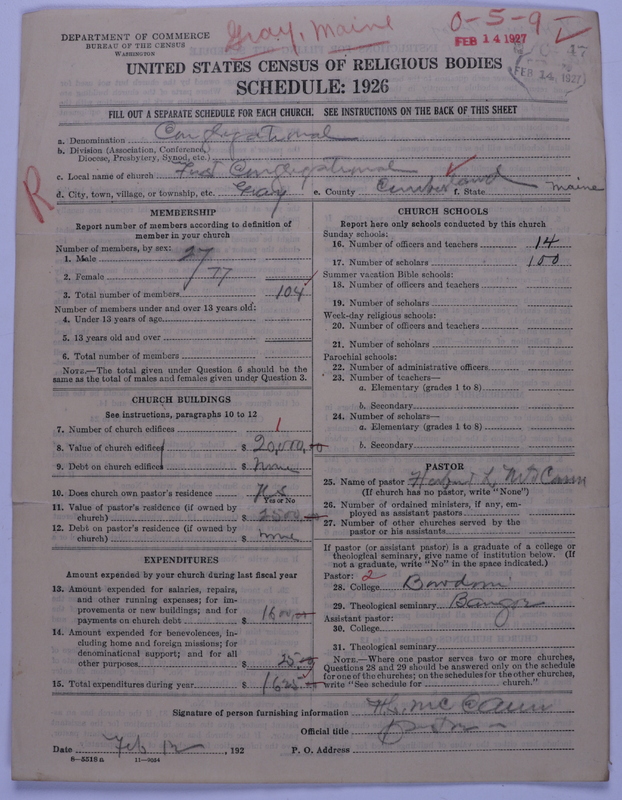 Gray, Maine
0-5-9
FEB 14 1927
FEB 14 1927
DEPARTMENT OF COMMERCE
BUREAU OF THE CENSUS
WASHINGTON
UNITED STATES CENSUS OF RELIGIOUS BODIES
SCHEDULE: 1926
FILL OUT A SEPARATE SCHEDULE FOR EACH CHURCH. SEE INSTRUCTIONS ON THE BACK OF THIS SHEET
a. Denomination Congregational
b. Division (Association, Conference, Diocese, Presbytery, Synod, etc.)
c. Local name of church First Congregational
R
d. City, town, village, or township, etc. Gray e. County Cumberland f. State Maine
MEMBERSHIP
Report number of members according to definition of
member in your church
Number of members, by sex:
1. Male 27
2. Female 77
3. Total number of members 104
Number of members under and over 13 years old:
4. Under 13 years of age
5. 13 years old and over
6. Total number of members
NOTE.—The total given under Question 6 should be
same as the total of males and females given under Question 3.
CHURCH BUILDINGS
See instructions, paragraphs 10 to 12
7. Number of church edifices 1
8. Value of church edifices $ 20,000.00
9. Debt on church edifices $ none
10. Does church own pastor's residence Yes
Yes or No
11. Value of pastor's residence (if owned by
church) $ 2500
12. Debt on pastor's residence (if owned by
church) $ none
EXPENDITURES
Amount expended by your church during last fiscal year
13. Amount expended for salaries, repairs,
and other running expenses; for im-
provements or new buildings; and for
payments on church debt $ 1600
14. Amount expended for benevolences, in-
cluding home and foreign missions; for
denominational support; and for all
other purposes $ 25
15. Total expenditures during year $ 1625
CHURCH SCHOOLS
Report here only schools conducted by this church
Sunday schools:
16. Number of officers and teachers 14
17. Number of scholars 100
Summer vacation Bible schools:
18. Number of officers and teachers
19. Number of scholars
Week-day religious schools:
20. Number of officers and teachers
21. Number of scholars
Parochial schools:
22. Number of administrative officers
23. Number of teachers—
a. Elementary (grades 1 to 8)
b. Secondary
24. Number of scholars—
a. Elementary (grades 1 to 8)
b. Secondary
PASTOR
25. Name of pastor Herbert L. McCann
(If church has no pastor, write "None")
26. Number of ordained ministers, if any, em-
ployed as assistant pastors
27. Number of other churches served by the
pastor or his assistants
If pastor (or assistant pastor) is a graduate of a college or
theological seminary, give name of institution below. (If
not a graduate, write "No" in the space indicated.)
Pastor: 2
28. College Bowdoin
29. Theological seminary Bangor
Assistant pastor:
30. College
31. Theological seminary
NOTE.—Where one pastor serves two or more churches,
Questions 28 and 29 should be answered only on the schedule
for one of the churches; on the schedules for the other churches,
write "See schedule for church."
Signature of person furnishing information H. L. McCann
Official title
Date Feb 12, 192 P. O. Address
8-5518a 11-9034